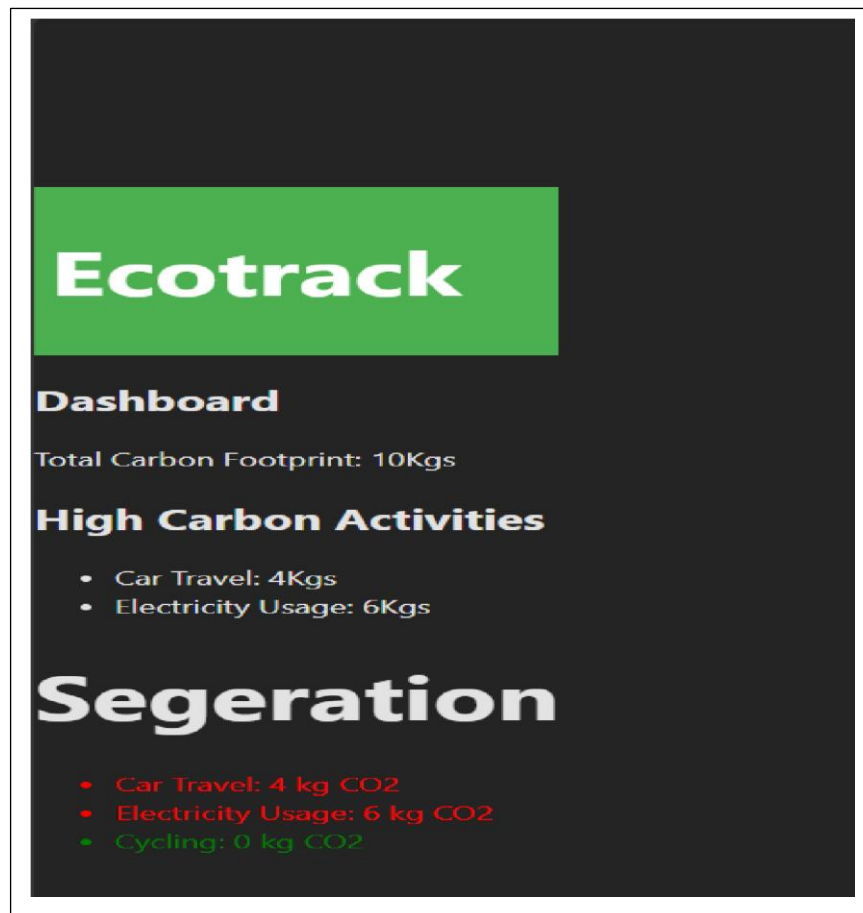 Ecotrack
Dashboard
Total Carbon Footprint: 10Kgs
High Carbon Activities
• Car Travel: 4Kgs
• Electricity Usage: 6Kgs
Segeration
• Car Travel: 4 kg CO2
• Electricity Usage: 6 kg CO2
• Cycling: 0 kg CO2